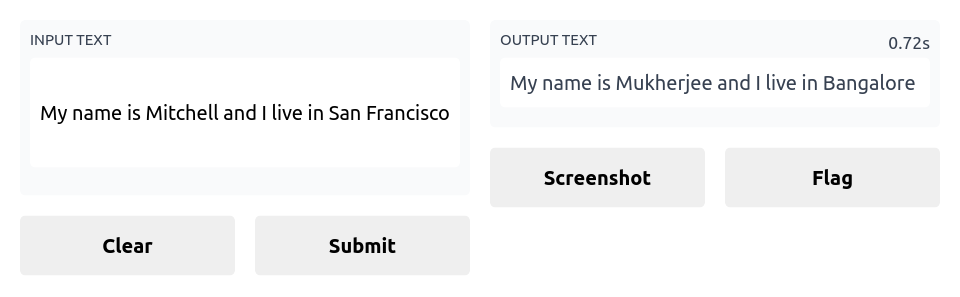 INPUT TEXT
My name is Mitchell and I live in San Francisco
Clear
Submit
OUTPUT TEXT
0.72s
My name is Mukherjee and I live in Bangalore
Screenshot
Flag